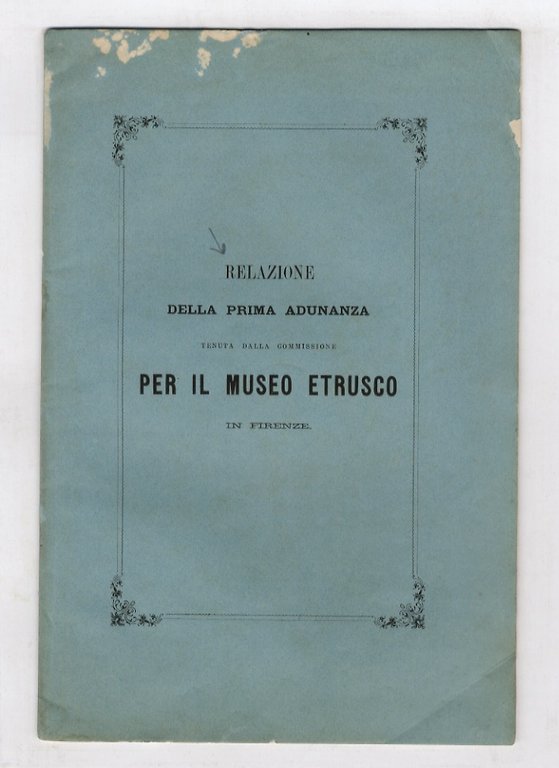 RELAZIONE
DELLA PRIMA ADUNANZA
TENUTA DALLA COMMISSIONE
PER IL MUSEO ETRUSCO
IN FIRENZE.